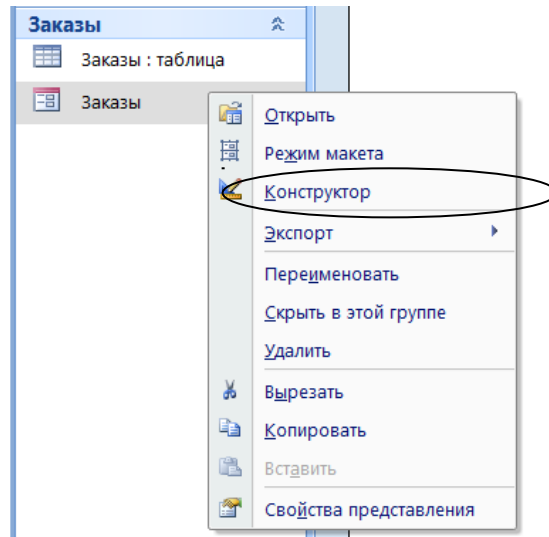 Заказы
Заказы : таблица
Заказы
Открыть
Режим макета
Конструктор
Экспорт
Переименовать
Скрыть в этой группе
Удалить
Вырезать
Копировать
Вставить
Свойства представления